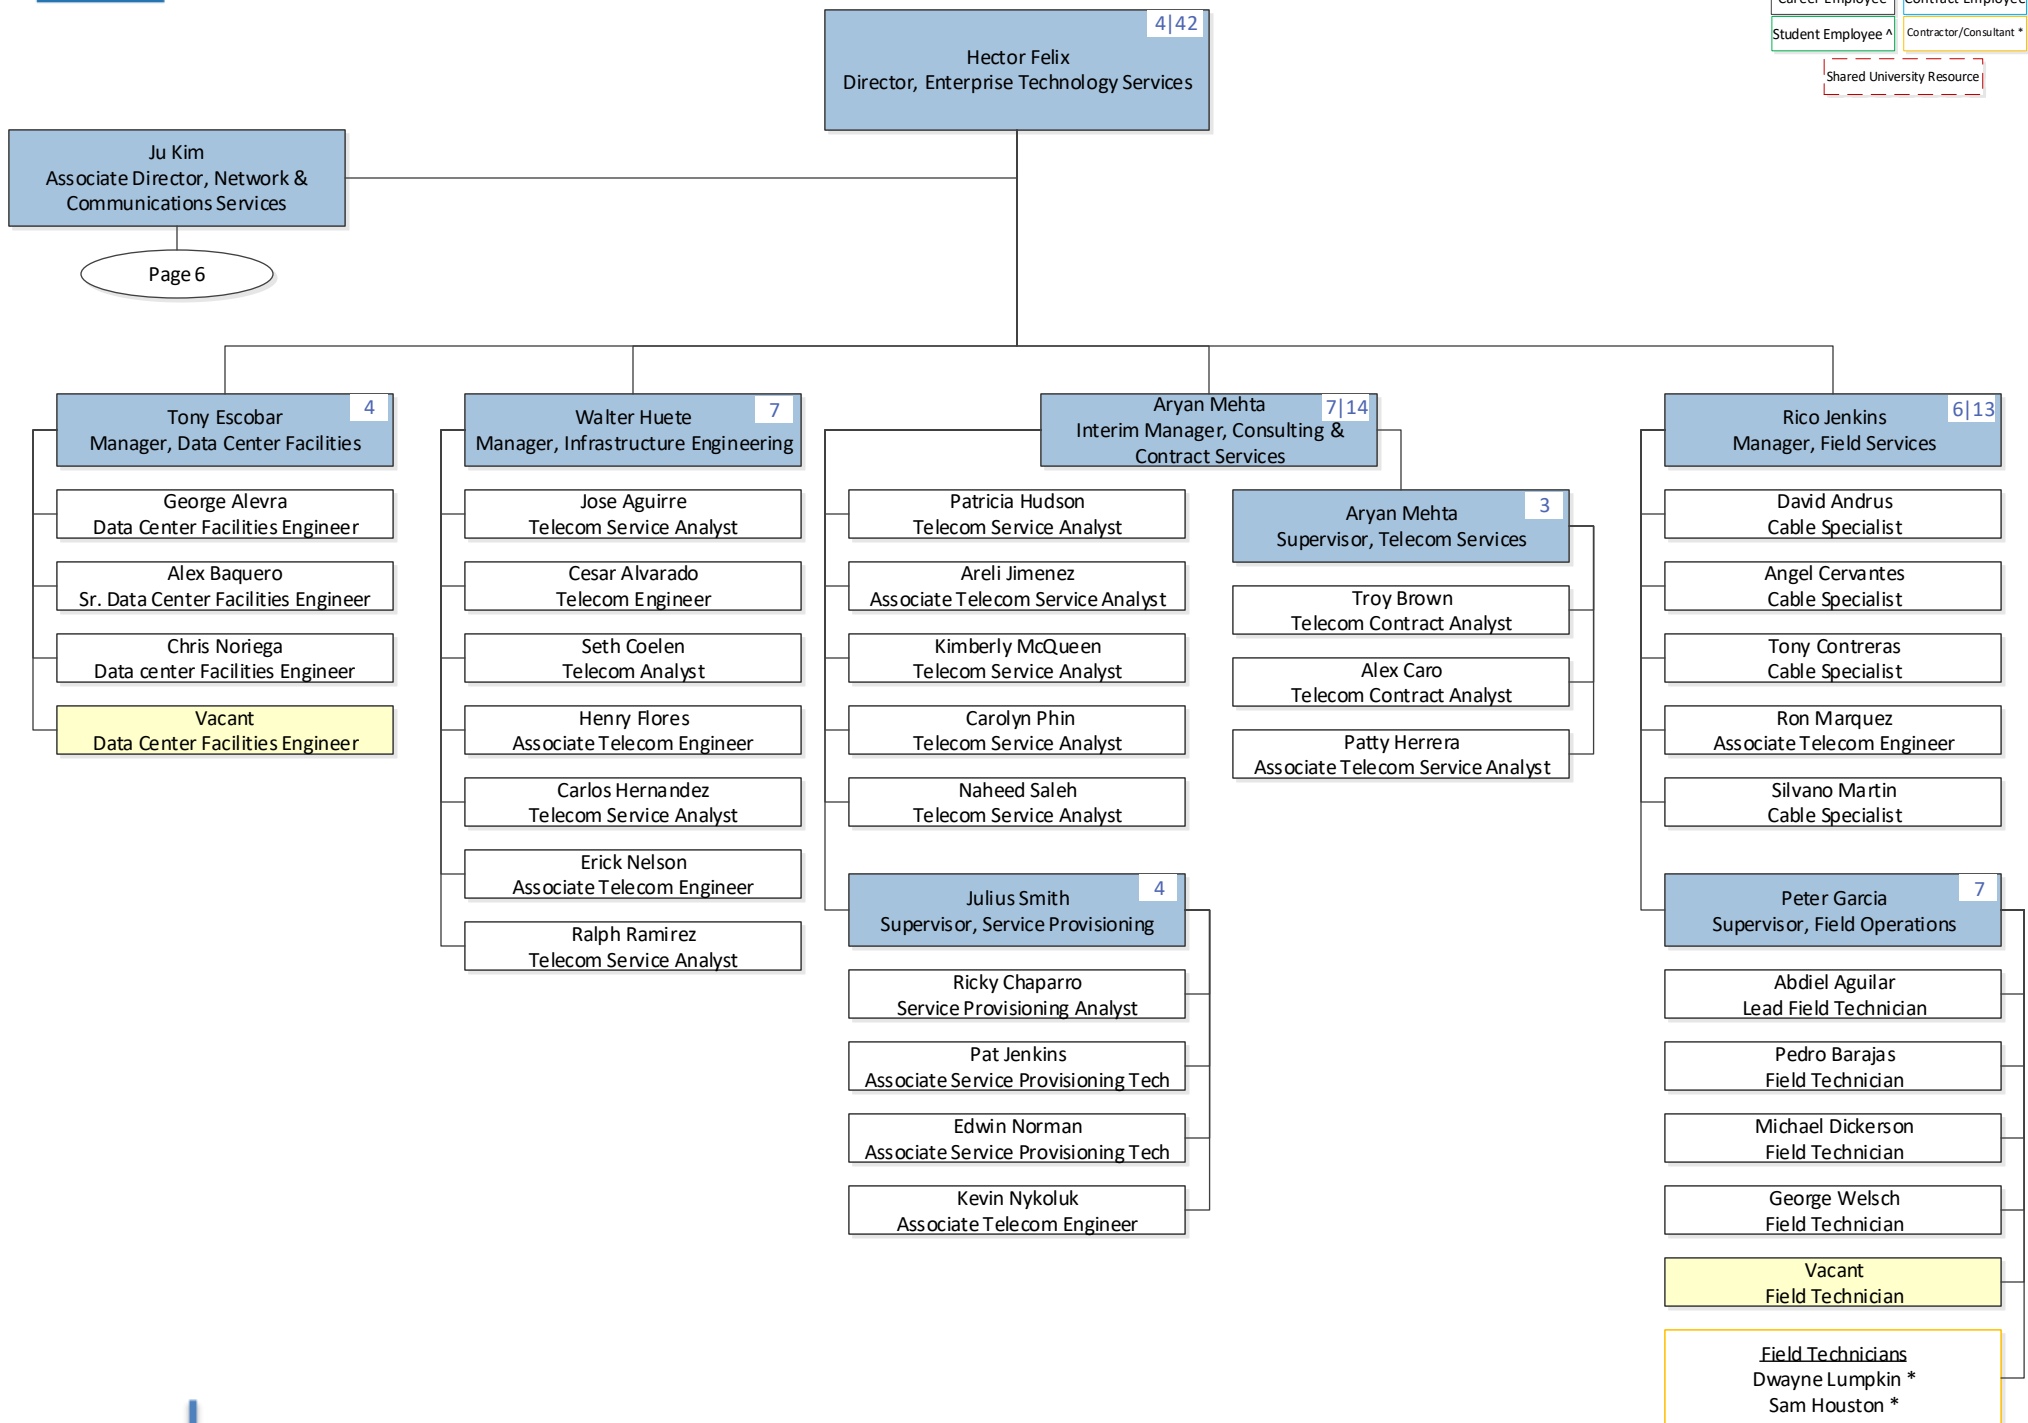 Career Employee
Contract Employee
Student Employee ^
Contractor/Consultant *
Shared University Resource
4|42
Hector Felix
Director, Enterprise Technology Services
Ju Kim
Associate Director, Network &
Communications Services
Page 6
4
Tony Escobar
Manager, Data Center Facilities
George Alevra
Data Center Facilities Engineer
Alex Baquero
Sr. Data Center Facilities Engineer
Chris Noriega
Data center Facilities Engineer
Vacant
Data Center Facilities Engineer
7
Walter Huete
Manager, Infrastructure Engineering
Jose Aguirre
Telecom Service Analyst
Cesar Alvarado
Telecom Engineer
Seth Coelen
Telecom Analyst
Henry Flores
Associate Telecom Engineer
Carlos Hernandez
Telecom Service Analyst
Erick Nelson
Associate Telecom Engineer
Ralph Ramirez
Telecom Service Analyst
7|14
Aryan Mehta
Interim Manager, Consulting &
Contract Services
Patricia Hudson
Telecom Service Analyst
Areli Jimenez
Associate Telecom Service Analyst
Kimberly McQueen
Telecom Service Analyst
Carolyn Phin
Telecom Service Analyst
Naheed Saleh
Telecom Service Analyst
4
Julius Smith
Supervisor, Service Provisioning
Ricky Chaparro
Service Provisioning Analyst
Pat Jenkins
Associate Service Provisioning Tech
Edwin Norman
Associate Service Provisioning Tech
Kevin Nykoluk
Associate Telecom Engineer
3
Aryan Mehta
Supervisor, Telecom Services
Troy Brown
Telecom Contract Analyst
Alex Caro
Telecom Contract Analyst
Patty Herrera
Associate Telecom Service Analyst
6|13
Rico Jenkins
Manager, Field Services
David Andrus
Cable Specialist
Angel Cervantes
Cable Specialist
Tony Contreras
Cable Specialist
Ron Marquez
Associate Telecom Engineer
Silvano Martin
Cable Specialist
7
Peter Garcia
Supervisor, Field Operations
Abdiel Aguilar
Lead Field Technician
Pedro Barajas
Field Technician
Michael Dickerson
Field Technician
George Welsch
Field Technician
Vacant
Field Technician
Field Technicians
Dwayne Lumpkin *
Sam Houston *